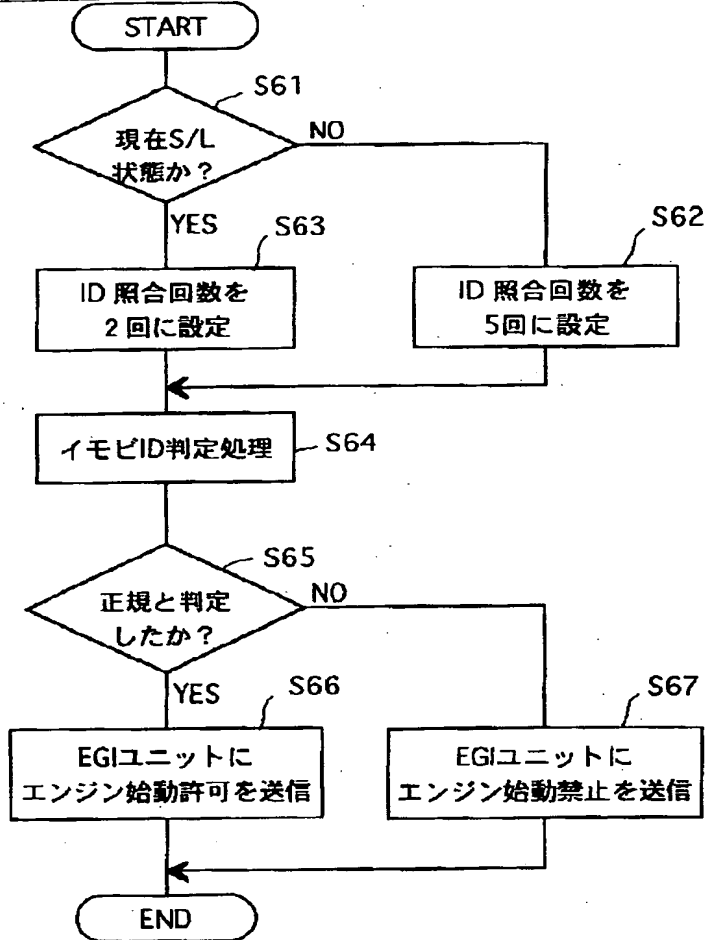 START
S61
現在S/L
状態か？
NO
YES
S63
S62
ID 照合回数を
2 回に設定
ID 照合回数を
5回に設定
イモビID判定処理
S64
S65
正規と判定
したか？
NO
YES
S66
S67
EGIユニットに
エンジン始動許可を送信
EGIユニットに
エンジン始動禁止を送信
END